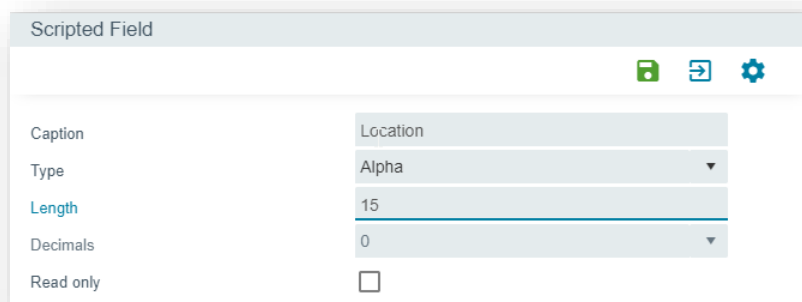 Scripted Field
Caption Location
Type Alpha
Length 15
Decimals 0
Read only